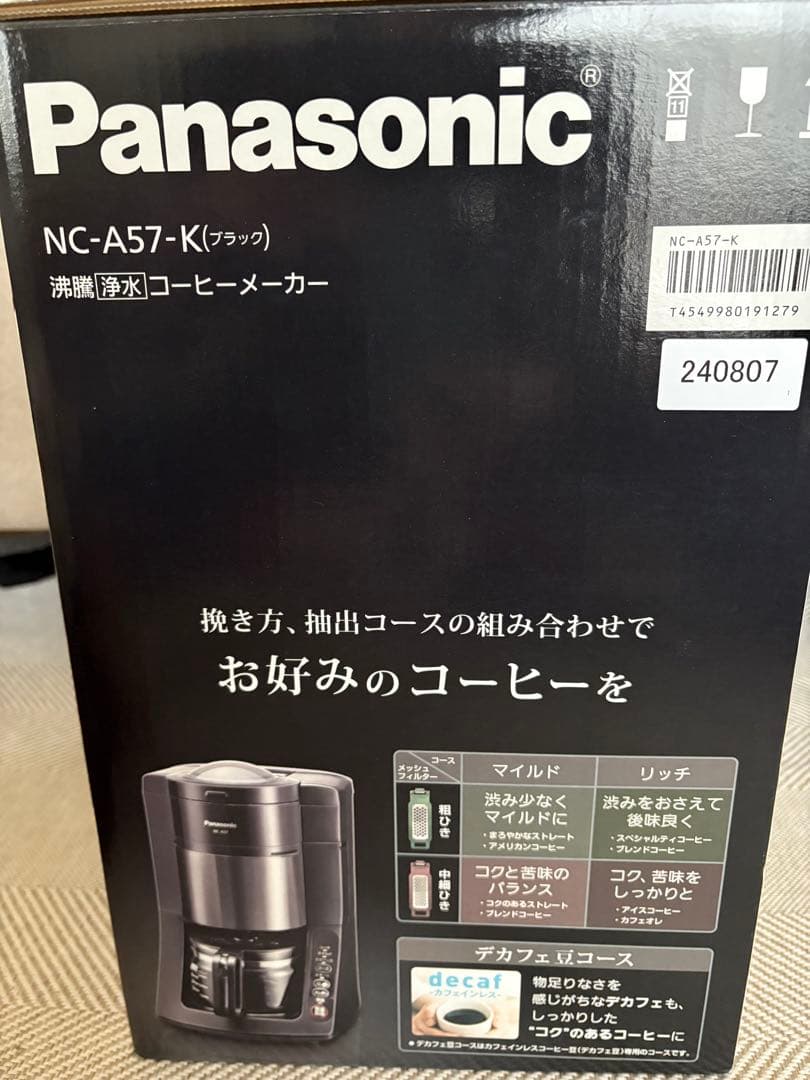 Panasonic®
11
NC-A57-K(ブラック)
沸騰浄水コーヒーメーカー
NC-A57-K
T4549980191279
240807
挽き方、抽出コースの組み合わせで
お好みのコーヒーを
Panasonic
コース
メッシュフィルター
マイルド
リッチ
粗ひき
渋み少なく
マイルドに
・まろやかなストレート
・アメリカンコーヒー
渋みをおさえて
後味良く
・スペシャルティコーヒー
・ブレンドコーヒー
中細ひき
コクと苦味の
バランス
・コクのあるストレート
・ブレンドコーヒー
コク、苦味を
しっかりと
・アイスコーヒー
・カフェオレ
デカフェ豆コース
decaf
-カフェインレス-
物足りなさを
感じがちなデカフェも、
しっかりした
"コク"のあるコーヒーに
●デカフェ豆コースはカフェインレスコーヒー豆(デカフェ豆)専用のコースです。